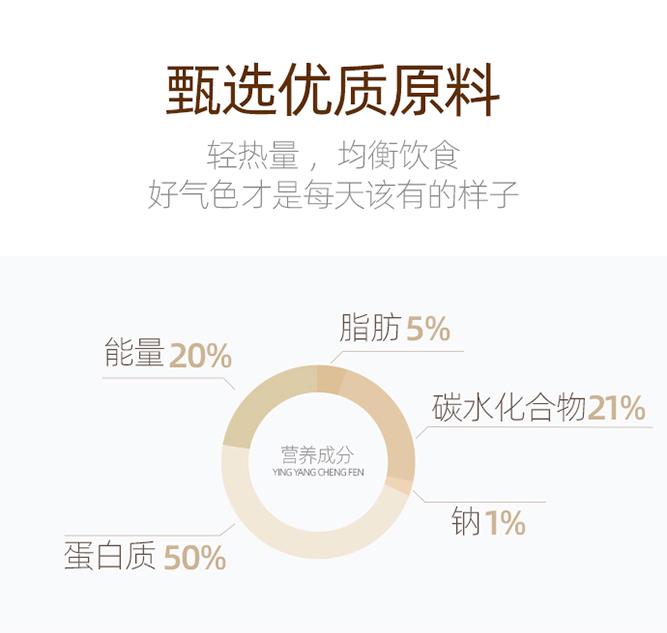 甄选优质原料
轻热量，均衡饮食
好气色才是每天该有的样子
脂肪 5%
能量 20%
碳水化合物21%
营养成分
YING YANG CHENG FEN
钠 1%
蛋白质 50%